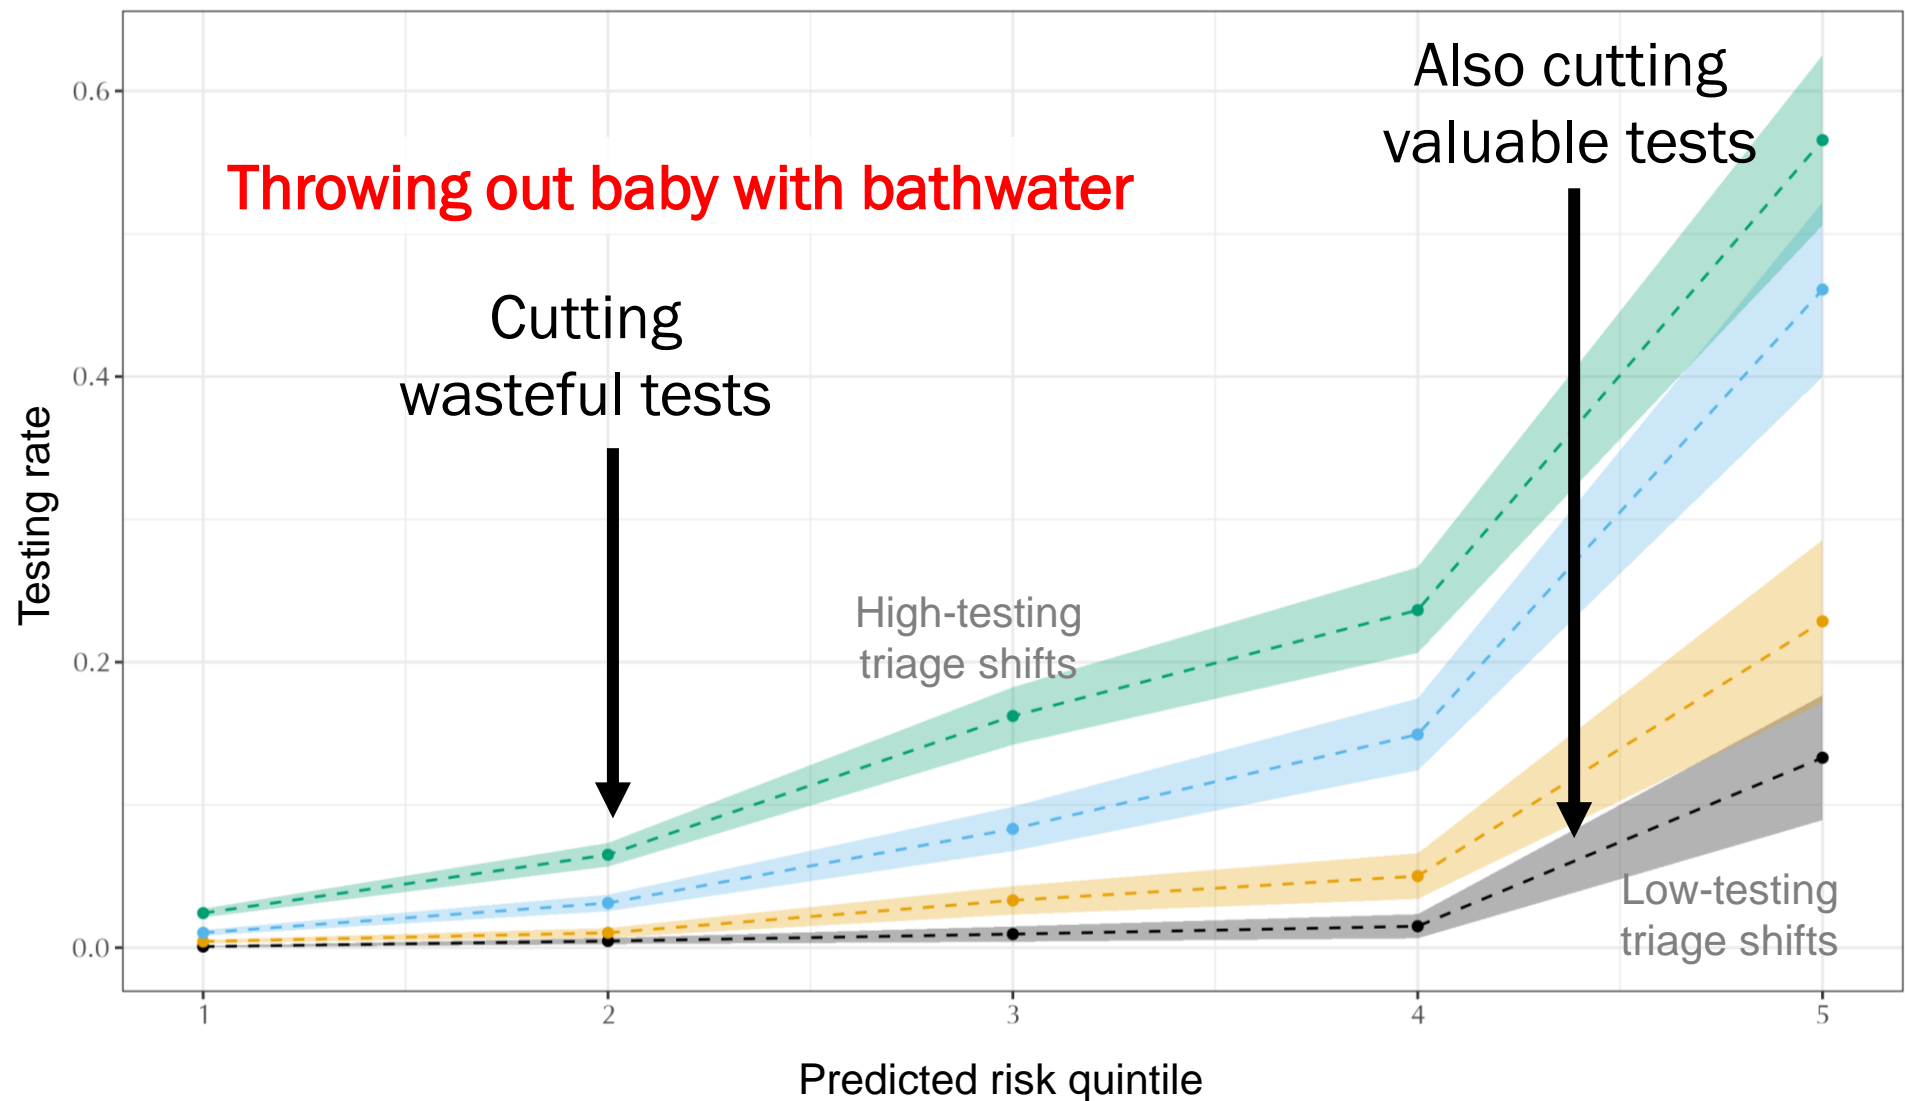 Also cutting
valuable tests
Throwing out baby with bathwater
Cutting
wasteful tests
High-testing
triage shifts
Low-testing
triage shifts
Testing rate
0.6
0.4
0.2
0.0
1
2
3
4
5
Predicted risk quintile